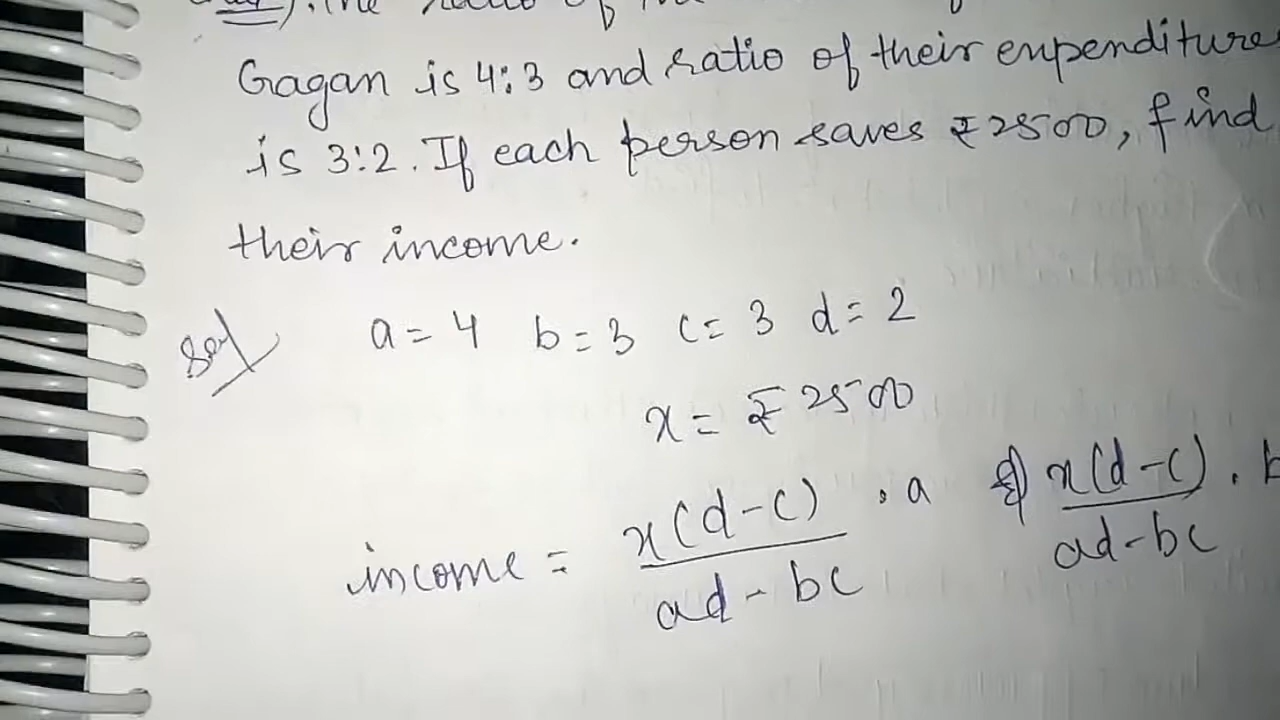 Gagan is 4:3 and ratio of their expenditure
is 3:2. If each person saves ₹2500, find
their income.
Sol a = 4 b = 3 c = 3 d = 2
x = ₹ 2500
income = x(d-c)/ad-bc . a & x(d-c)/ad-bc . b